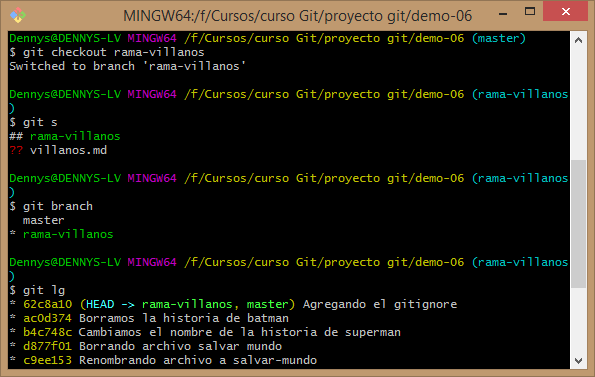 MINGW64:/f/Cursos/curso Git/proyecto git/demo-06
Dennys@DENNYS-LV MINGW64 /f/Cursos/curso Git/proyecto git/demo-06 (master)
$ git checkout rama-villanos
Switched to branch 'rama-villanos'
Dennys@DENNYS-LV MINGW64 /f/Cursos/curso Git/proyecto git/demo-06 (rama-villanos
)
$ git s
## rama-villanos
?? villanos.md
Dennys@DENNYS-LV MINGW64 /f/Cursos/curso Git/proyecto git/demo-06 (rama-villanos
)
$ git branch
  master
* rama-villanos
Dennys@DENNYS-LV MINGW64 /f/Cursos/curso Git/proyecto git/demo-06 (rama-villanos
)
$ git lg
* 62c8a10 (HEAD -> rama-villanos, master) Agregando el gitignore
* ac0d374 Borramos la historia de batman
* b4c748c Cambiamos el nombre de la historia de superman
* d877f01 Borrando archivo salvar mundo
* c9ee153 Renombrando archivo a salvar-mundo